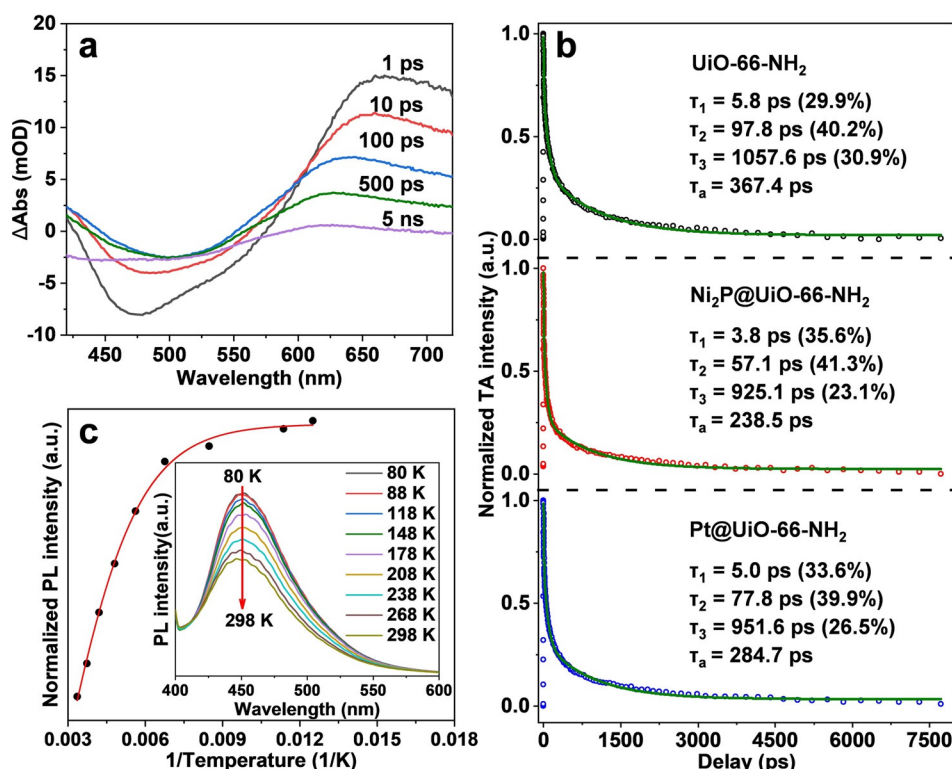 a
ΔAbs (mOD)
20
15
10
5
0
-5
-10
1 ps
10 ps
100 ps
500 ps
5 ns
450
500
550
600
650
700
Wavelength (nm)
b
Normalized TA intensity (a.u.)
1.0
0.5
0.0
UiO-66-NH₂
τ₁ = 5.8 ps (29.9%)
τ₂ = 97.8 ps (40.2%)
τ₃ = 1057.6 ps (30.9%)
τₐ = 367.4 ps
1.0
0.5
0.0
Ni₂P@UiO-66-NH₂
τ₁ = 3.8 ps (35.6%)
τ₂ = 57.1 ps (41.3%)
τ₃ = 925.1 ps (23.1%)
τₐ = 238.5 ps
1.0
0.5
0.0
Pt@UiO-66-NH₂
τ₁ = 5.0 ps (33.6%)
τ₂ = 77.8 ps (39.9%)
τ₃ = 951.6 ps (26.5%)
τₐ = 284.7 ps
0
1500
3000
4500
6000
7500
Delay (ps)
c
Normalized PL intensity (a.u.)
0.003
0.006
0.009
0.012
0.015
0.018
1/Temperature (1/K)
PL intensity(a.u.)
80 K
298 K
80 K
88 K
118 K
148 K
178 K
208 K
238 K
268 K
298 K
400
450
500
550
600
Wavelength (nm)